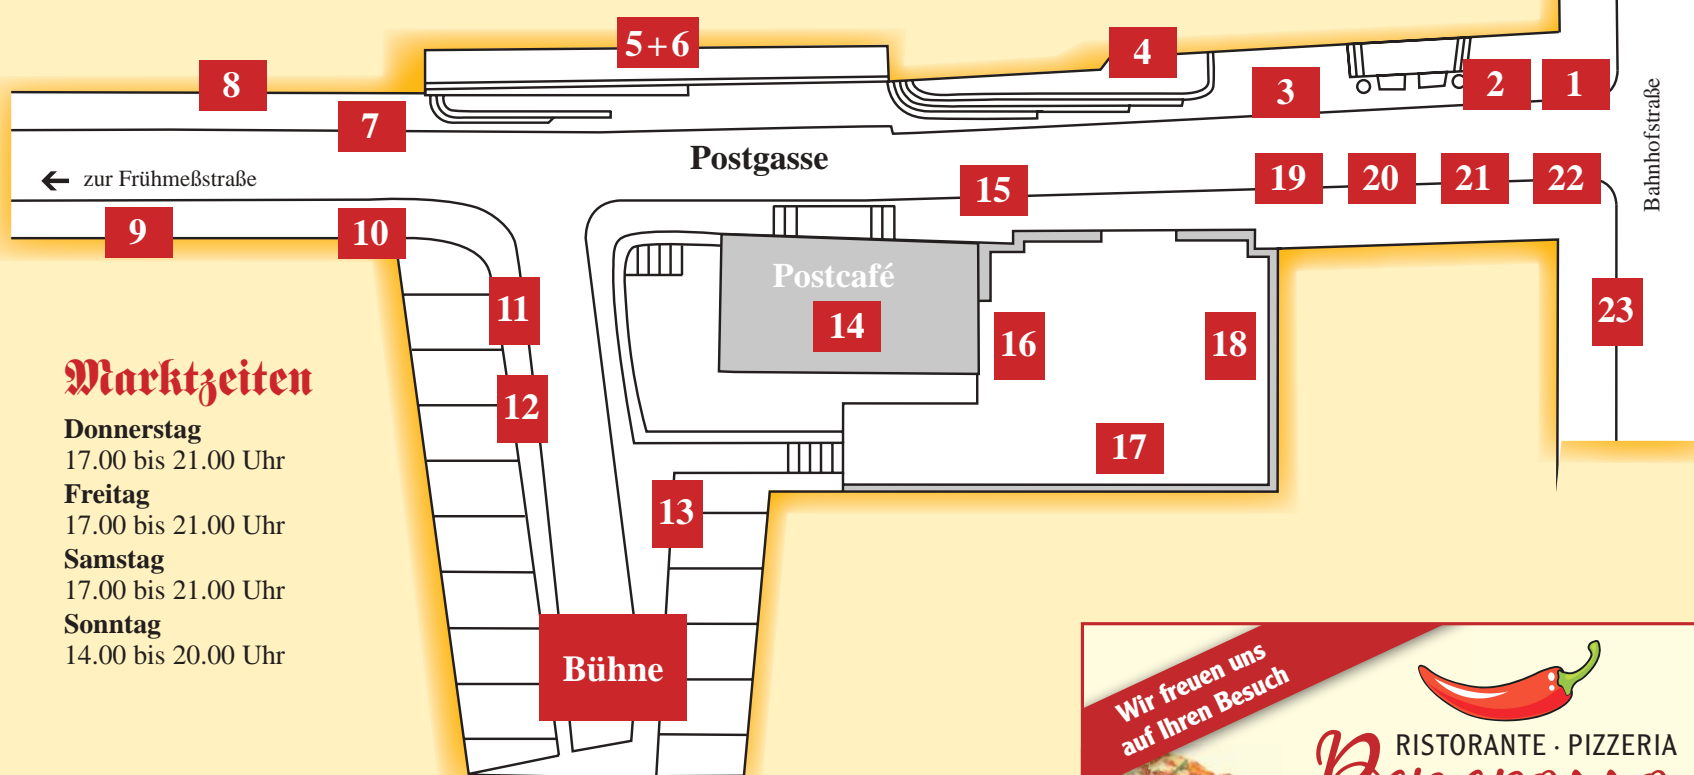 5+6
4
8
3
2
1
7
Postgasse
Bahnhofstraße
← zur Frühmeßstraße
15
19
20
21
22
9
10
Postcafé
11
14
16
18
23
12
17
13
Bühne
Marktzeiten
Donnerstag
17.00 bis 21.00 Uhr
Freitag
17.00 bis 21.00 Uhr
Samstag
17.00 bis 21.00 Uhr
Sonntag
14.00 bis 20.00 Uhr
Wir freuen uns
auf Ihren Besuch
RISTORANTE · PIZZERIA